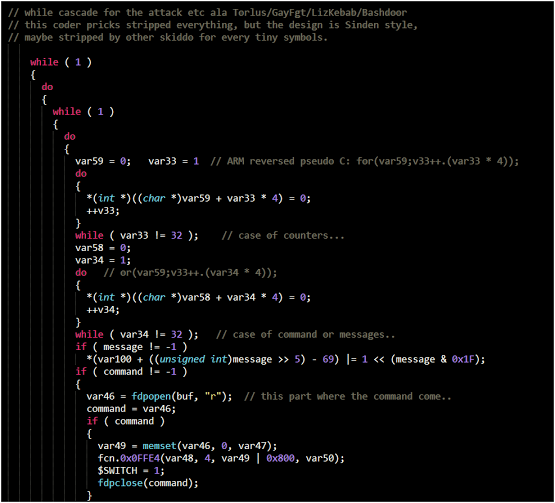 // while cascade for the attack etc ala Torlus/GayFgt/LizKebab/Bashdoor
// this coder pricks stripped everything, but the design is Sinden style,
// maybe stripped by other skiddo for every tiny symbols.
while ( 1 )
{
do
{
while ( 1 )
{
do
{
var59 = 0;   var33 = 1  // ARM reversed pseudo C: for(var59;v33++.(var33 * 4));
do
{
*(int *)((char *)var59 + var33 * 4) = 0;
++v33;
}
while ( var33 != 32 );    // case of counters...
var58 = 0;
var34 = 1;
do   // or(var59;v33++.(var34 * 4));
{
*(int *)((char *)var58 + var34 * 4) = 0;
++v34;
}
while ( var34 != 32 );   // case of command or messages..
if ( message != -1 )
*(var100 + ((unsigned int)message >> 5) - 69) |= 1 << (message & 0x1F);
if ( command != -1 )
{
var46 = fdpopen(buf, "r");  // this part where the command come..
command = var46;
if ( command )
{
var49 = memset(var46, 0, var47);
fcn.0x0FFE4(var48, 4, var49 | 0x800, var50);
$SWITCH = 1;
fdpclose(command);
}